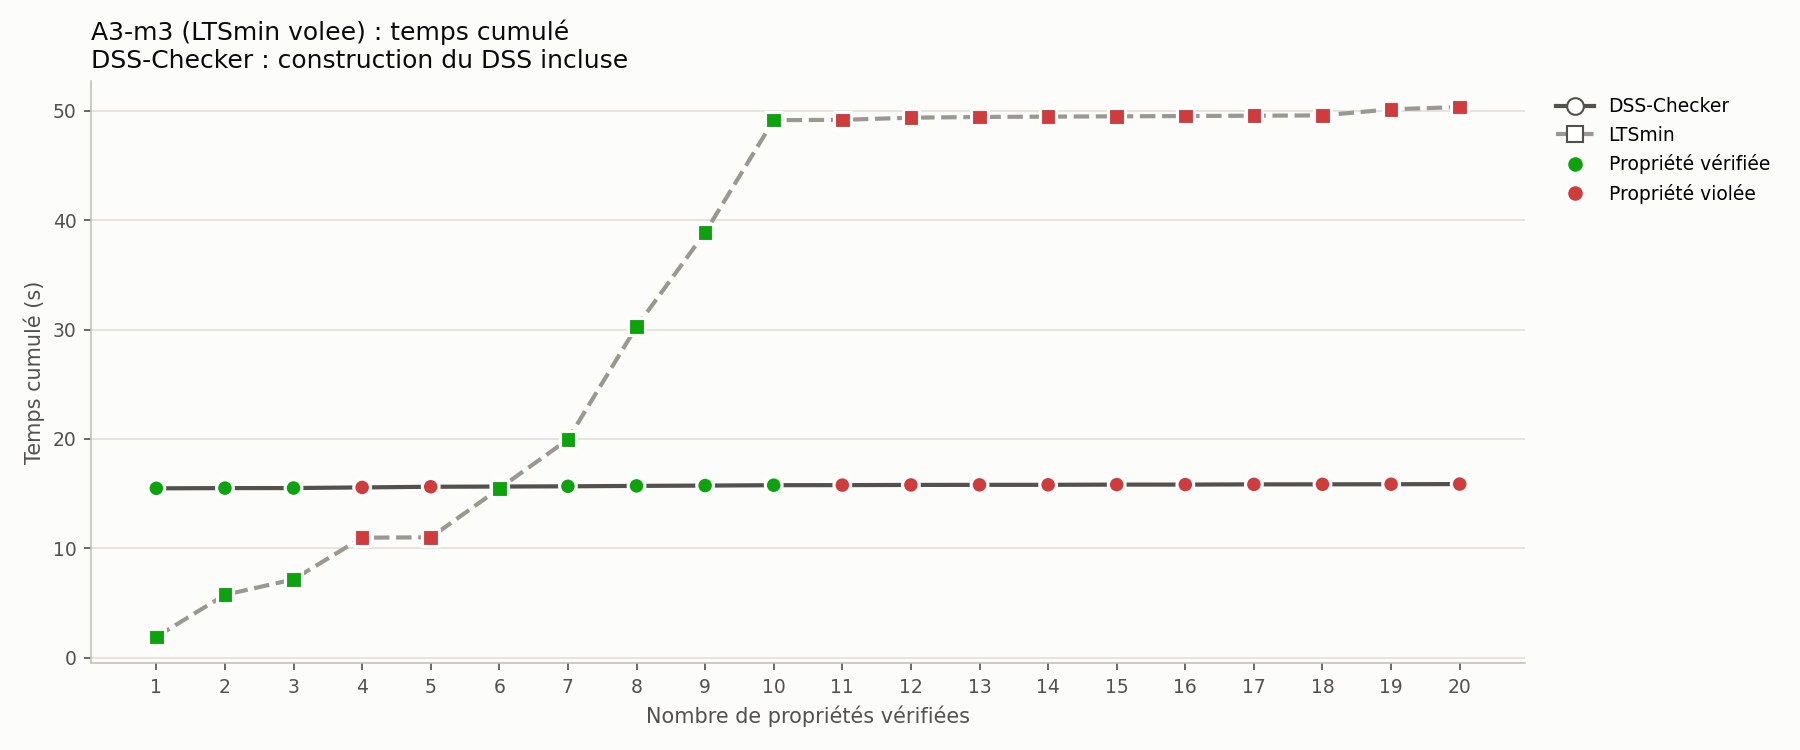 A3-m3 (LTSmin volee) : temps cumulé
DSS-Checker : construction du DSS incluse
DSS-Checker
LTSmin
Propriété vérifiée
Propriété violée
Temps cumulé (s)
50
40
30
20
10
0
1 2 3 4 5 6 7 8 9 10 11 12 13 14 15 16 17 18 19 20
Nombre de propriétés vérifiées